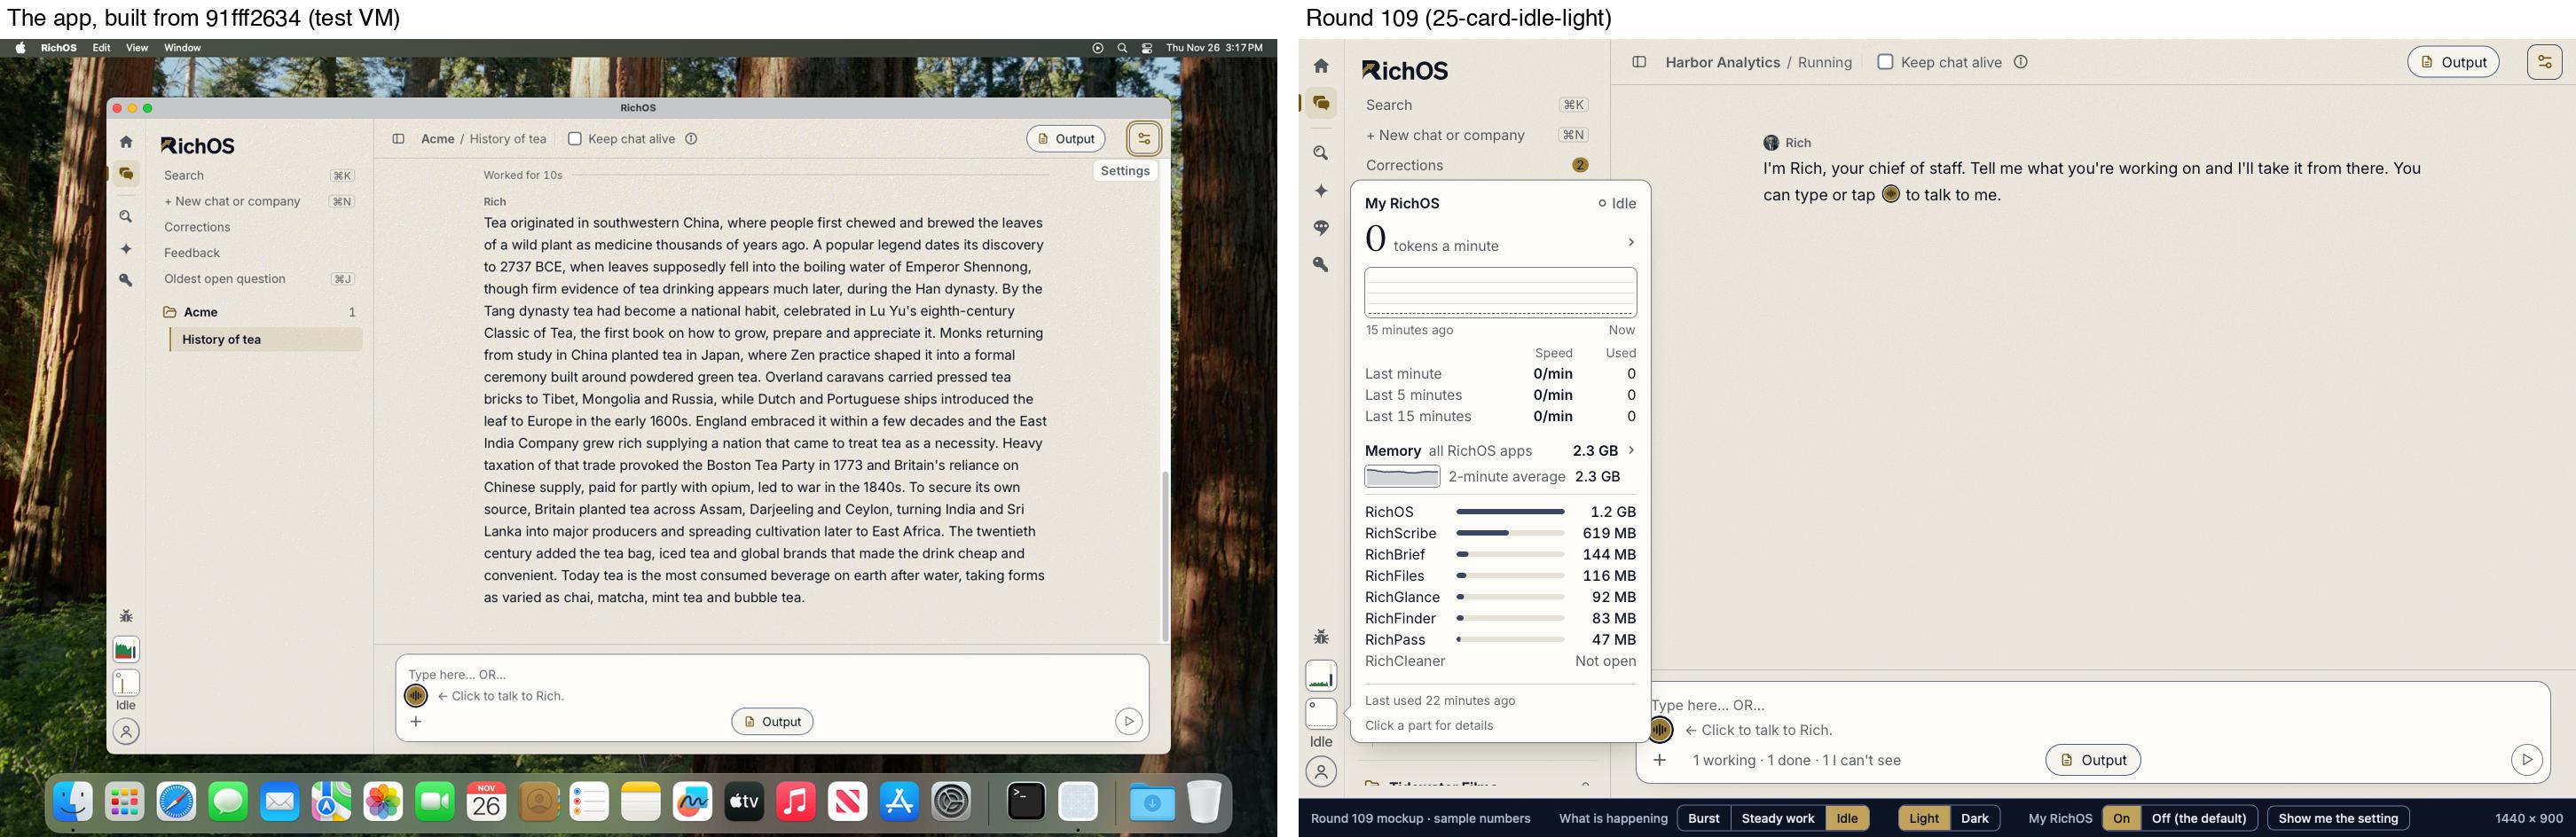 The app, built from 91fff2634 (test VM)
RichOS Edit View Window
Thu Nov 26 3:17 PM
RichOS
RichOS
Search ⌘K
+ New chat or company ⌘N
Corrections
Feedback
Oldest open question ⌘J
Acme 1
History of tea
Idle
Acme / History of tea
Keep chat alive
Output
Settings
Worked for 10s
Rich
Tea originated in southwestern China, where people first chewed and brewed the leaves
of a wild plant as medicine thousands of years ago. A popular legend dates its discovery
to 2737 BCE, when leaves supposedly fell into the boiling water of Emperor Shennong,
though firm evidence of tea drinking appears much later, during the Han dynasty. By the
Tang dynasty tea had become a national habit, celebrated in Lu Yu's eighth-century
Classic of Tea, the first book on how to grow, prepare and appreciate it. Monks returning
from study in China planted tea in Japan, where Zen practice shaped it into a formal
ceremony built around powdered green tea. Overland caravans carried pressed tea
bricks to Tibet, Mongolia and Russia, while Dutch and Portuguese ships introduced the
leaf to Europe in the early 1600s. England embraced it within a few decades and the East
India Company grew rich supplying a nation that came to treat tea as a necessity. Heavy
taxation of that trade provoked the Boston Tea Party in 1773 and Britain's reliance on
Chinese supply, paid for partly with opium, led to war in the 1840s. To secure its own
source, Britain planted tea across Assam, Darjeeling and Ceylon, turning India and Sri
Lanka into major producers and spreading cultivation later to East Africa. The twentieth
century added the tea bag, iced tea and global brands that made the drink cheap and
convenient. Today tea is the most consumed beverage on earth after water, taking forms
as varied as chai, matcha, mint tea and bubble tea.
Type here... OR...
← Click to talk to Rich.
+ Output
NOV
26
tv
Round 109 (25-card-idle-light)
RichOS
Search ⌘K
+ New chat or company ⌘N
Corrections 2
Harbor Analytics / Running
Keep chat alive
Output
Rich
I'm Rich, your chief of staff. Tell me what you're working on and I'll take it from there. You
can type or tap to talk to me.
My RichOS Idle
0 tokens a minute
15 minutes ago Now
Speed Used
Last minute 0/min 0
Last 5 minutes 0/min 0
Last 15 minutes 0/min 0
Memory all RichOS apps 2.3 GB
2-minute average 2.3 GB
RichOS 1.2 GB
RichScribe 619 MB
RichBrief 144 MB
RichFiles 116 MB
RichGlance 92 MB
RichFinder 83 MB
RichPass 47 MB
RichCleaner Not open
Last used 22 minutes ago
Click a part for details
Idle
Type here... OR...
← Click to talk to Rich.
+ 1 working · 1 done · 1 I can't see
Output
Round 109 mockup · sample numbers
What is happening Burst Steady work Idle
Light Dark
My RichOS On Off (the default) Show me the setting
1440 × 900